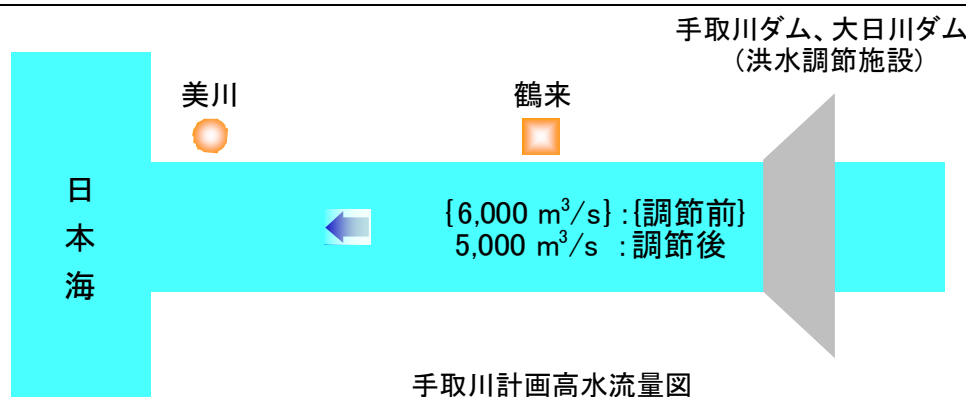 手取川ダム、大日川ダム
(洪水調節施設)
美川
鶴来
日本海
{6,000 m³/s}:{調節前}
5,000 m³/s :調節後
手取川計画高水流量図